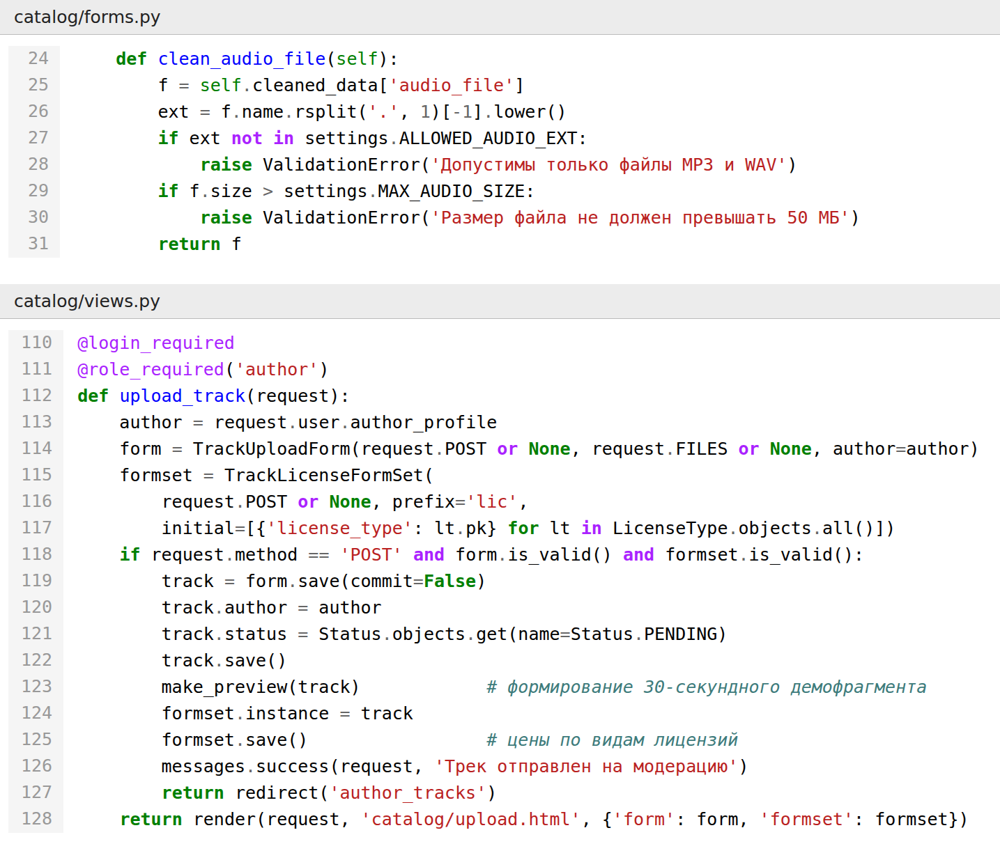 catalog/forms.py
24     def clean_audio_file(self):
25         f = self.cleaned_data['audio_file']
26         ext = f.name.rsplit('.', 1)[-1].lower()
27         if ext not in settings.ALLOWED_AUDIO_EXT:
28             raise ValidationError('Допустимы только файлы MP3 и WAV')
29         if f.size > settings.MAX_AUDIO_SIZE:
30             raise ValidationError('Размер файла не должен превышать 50 МБ')
31         return f
catalog/views.py
110 @login_required
111 @role_required('author')
112 def upload_track(request):
113     author = request.user.author_profile
114     form = TrackUploadForm(request.POST or None, request.FILES or None, author=author)
115     formset = TrackLicenseFormSet(
116         request.POST or None, prefix='lic',
117         initial=[{'license_type': lt.pk} for lt in LicenseType.objects.all()])
118     if request.method == 'POST' and form.is_valid() and formset.is_valid():
119         track = form.save(commit=False)
120         track.author = author
121         track.status = Status.objects.get(name=Status.PENDING)
122         track.save()
123         make_preview(track)            # формирование 30-секундного демофрагмента
124         formset.instance = track
125         formset.save()                 # цены по видам лицензий
126         messages.success(request, 'Трек отправлен на модерацию')
127         return redirect('author_tracks')
128     return render(request, 'catalog/upload.html', {'form': form, 'formset': formset})